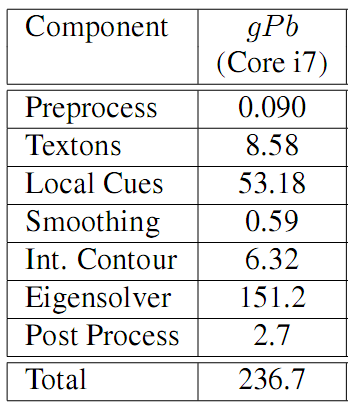 Component gPb
(Core i7)
Preprocess 0.090
Textons 8.58
Local Cues 53.18
Smoothing 0.59
Int. Contour 6.32
Eigensolver 151.2
Post Process 2.7
Total 236.7